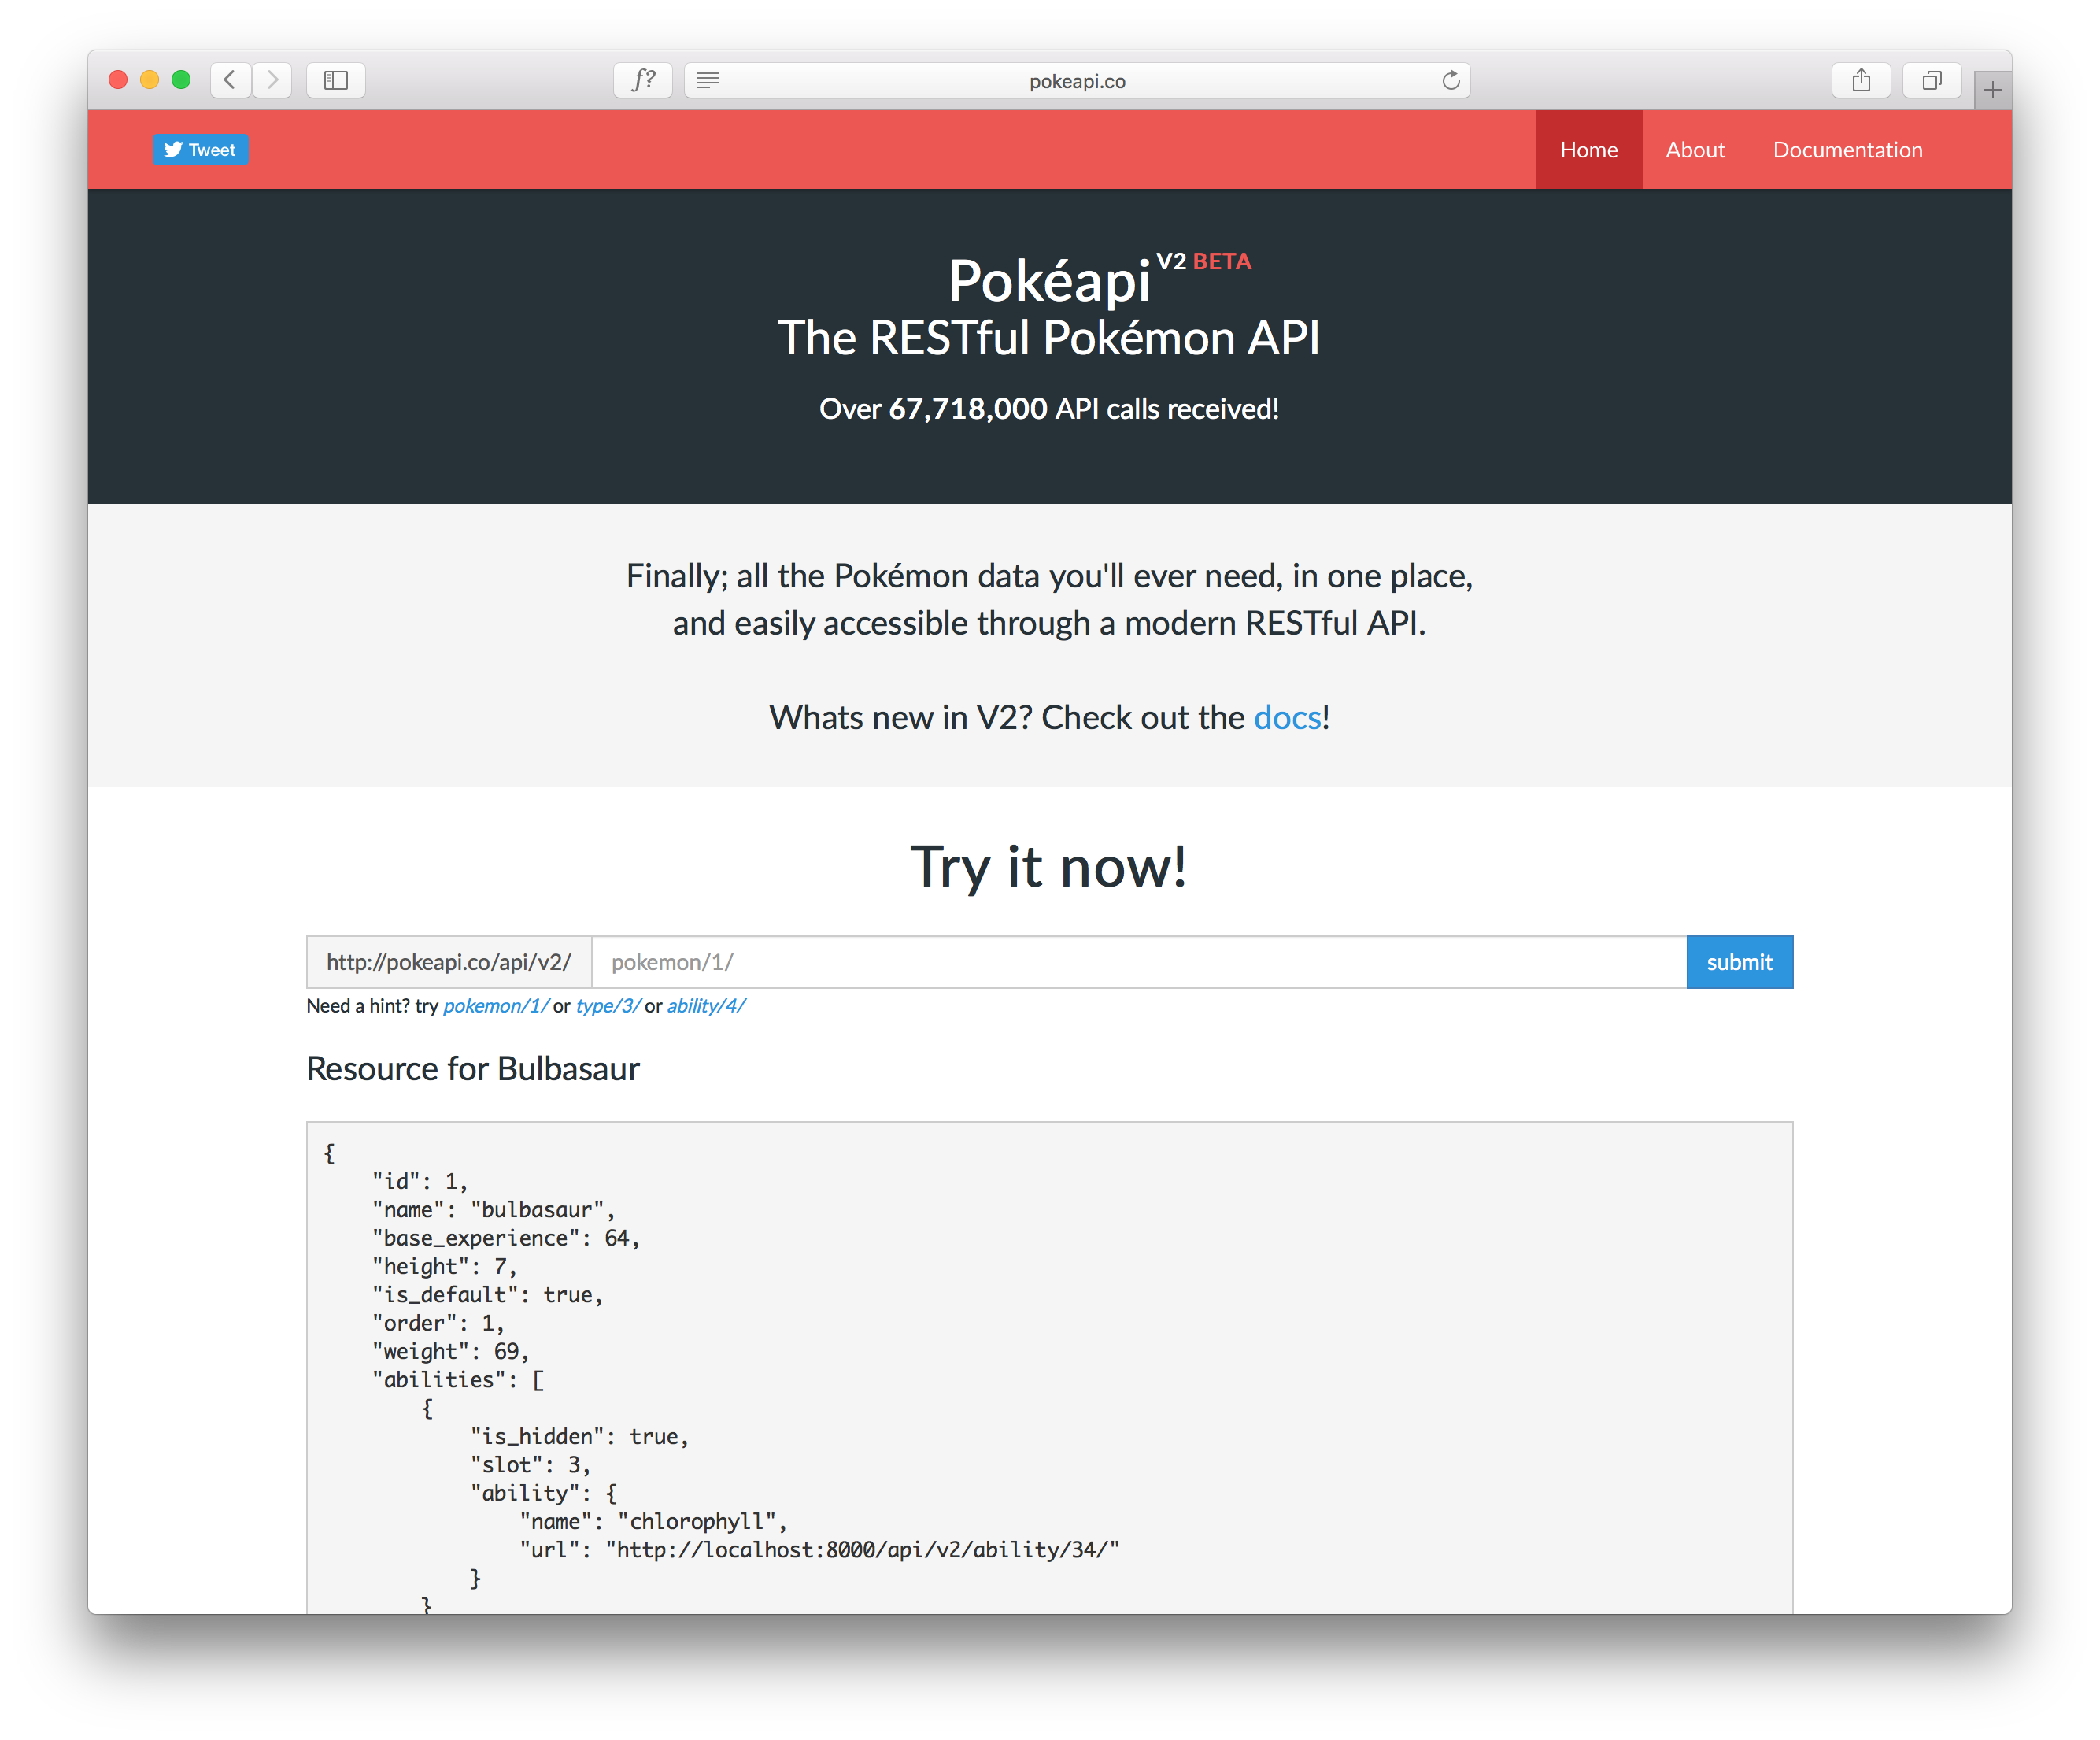 f?
pokeapi.co
Tweet
Home
About
Documentation
Pokéapi V2 BETA
The RESTful Pokémon API
Over 67,718,000 API calls received!
Finally; all the Pokémon data you'll ever need, in one place,
and easily accessible through a modern RESTful API.
Whats new in V2? Check out the docs!
Try it now!
http://pokeapi.co/api/v2/ pokemon/1/ submit
Need a hint? try pokemon/1/ or type/3/ or ability/4/
Resource for Bulbasaur
{
    "id": 1,
    "name": "bulbasaur",
    "base_experience": 64,
    "height": 7,
    "is_default": true,
    "order": 1,
    "weight": 69,
    "abilities": [
        {
            "is_hidden": true,
            "slot": 3,
            "ability": {
                "name": "chlorophyll",
                "url": "http://localhost:8000/api/v2/ability/34/"
            }
        }